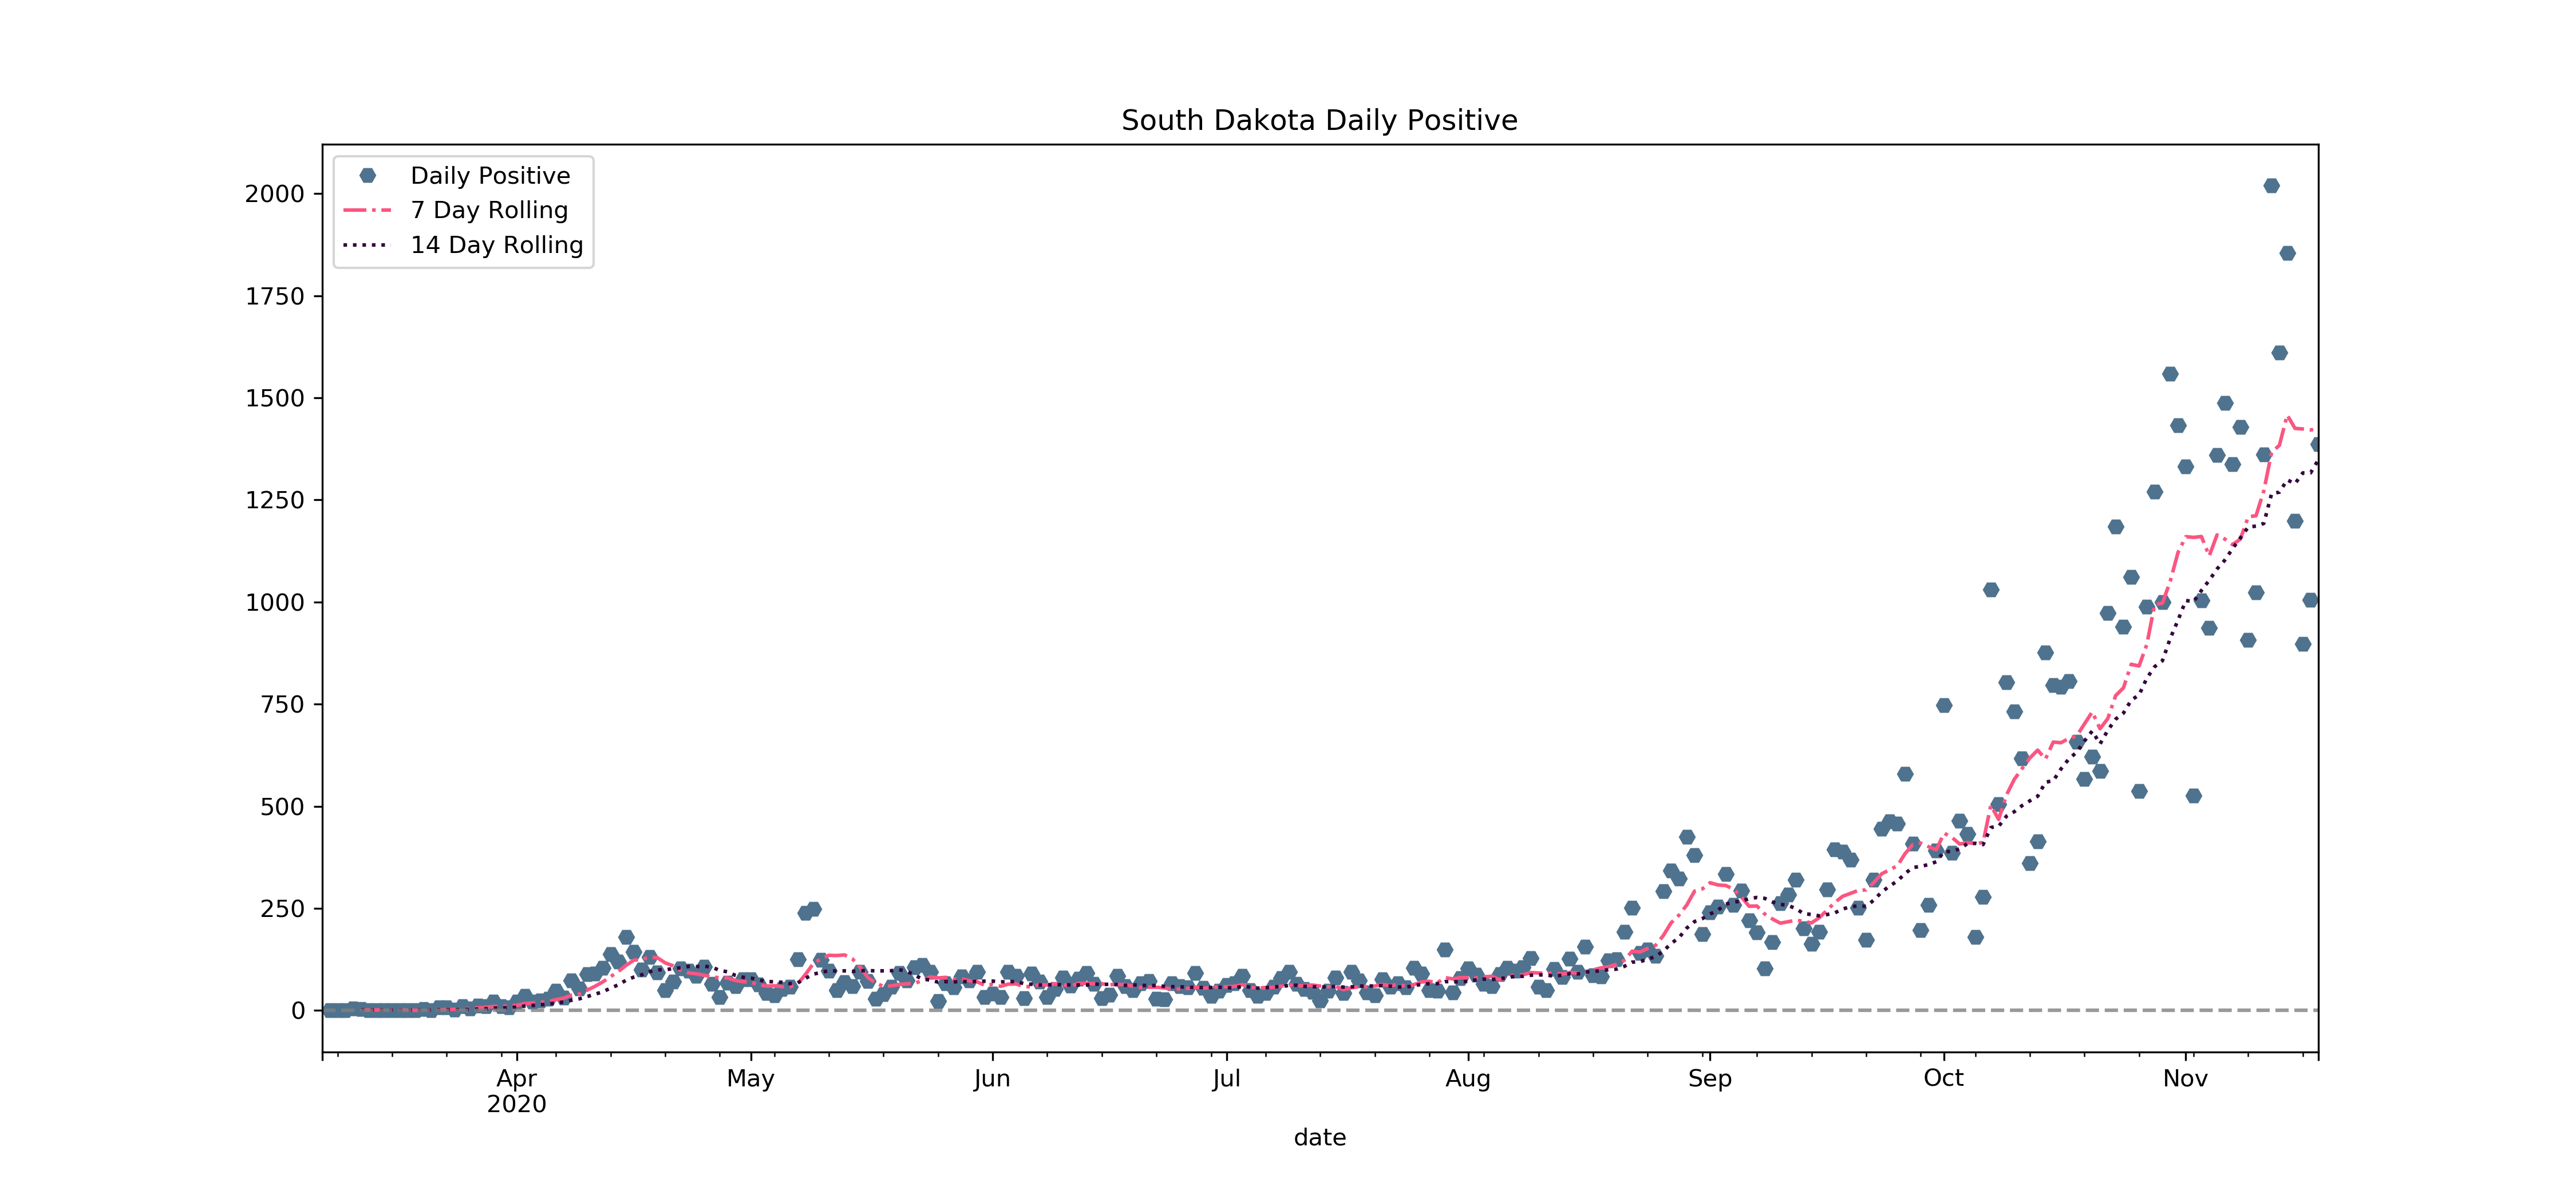 South Dakota Daily Positive
Daily Positive
7 Day Rolling
14 Day Rolling
2000
1750
1500
1250
1000
750
500
250
0
Apr May Jun Jul Aug Sep Oct Nov
2020
date